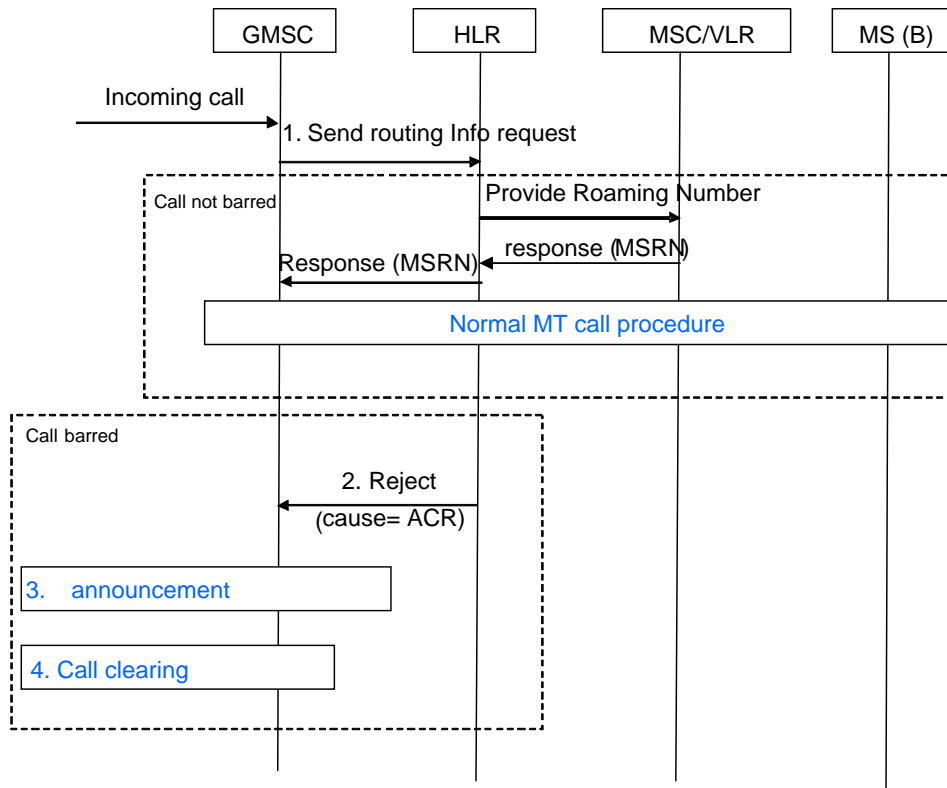 GMSC
HLR
MSC/VLR
MS (B)
Incoming call
1. Send routing Info request
Call not barred
Provide Roaming Number
response (MSRN)
Response (MSRN)
Normal MT call procedure
Call barred
2. Reject
(cause= ACR)
3. announcement
4. Call clearing